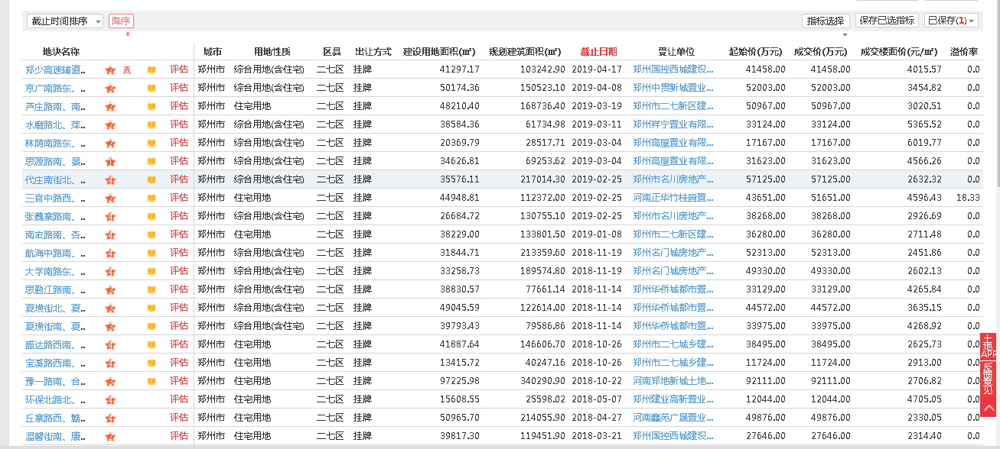 截止时间排序 降序 指标选择 保存已选指标 已保存(1)
地块名称 城市 用地性质 区县 出让方式 建设用地面积(㎡) 规划建筑面积(㎡) 截止日期 受让单位 起始价(万元) 成交价(万元) 成交楼面价(元/㎡) 溢价率
郑少高速辅道.. 评估 郑州市 综合用地(含住宅) 二七区 挂牌 41297.17 103242.90 2019-04-17 郑州国控西城建设... 41458.00 41458.00 4015.57 0.0
京广南路东、.. 评估 郑州市 综合用地(含住宅) 二七区 挂牌 50174.36 150523.10 2019-04-08 郑州中贯新城置业... 52003.00 52003.00 3454.82 0.0
芦庄路南、南.. 评估 郑州市 住宅用地 二七区 挂牌 48210.40 168736.40 2019-03-19 郑州市二七新区建... 50967.00 50967.00 3020.51 0.0
水磨路北、萍.. 评估 郑州市 综合用地(含住宅) 二七区 挂牌 38584.36 61734.98 2019-03-11 郑州祥宁置业有限... 33124.00 33124.00 5365.52 0.0
林荫南路东、.. 评估 郑州市 综合用地(含住宅) 二七区 挂牌 20369.79 28517.71 2019-03-04 郑州高屋置业有限... 17167.00 17167.00 6019.77 0.0
思源路南、景.. 评估 郑州市 综合用地(含住宅) 二七区 挂牌 34626.81 69253.62 2019-03-04 郑州高屋置业有限... 31623.00 31623.00 4566.26 0.0
代庄南街北、.. 评估 郑州市 综合用地(含住宅) 二七区 挂牌 35576.11 217014.30 2019-02-25 郑州市名川房地产... 57125.00 57125.00 2632.32 0.0
三官中路西、.. 评估 郑州市 住宅用地 二七区 挂牌 44948.81 112372.00 2019-02-25 河南正华竹桂园置... 43651.00 51651.00 4596.43 18.33
张魏寨路南、.. 评估 郑州市 综合用地(含住宅) 二七区 挂牌 26684.72 130755.10 2019-02-25 郑州市名川房地产... 38268.00 38268.00 2926.69 0.0
南宏路南、杏.. 评估 郑州市 住宅用地 二七区 挂牌 38229.00 133801.50 2019-01-08 郑州市二七新区建... 36280.00 36280.00 2711.48 0.0
航海中路南、.. 评估 郑州市 综合用地(含住宅) 二七区 挂牌 31844.71 213359.60 2018-11-19 郑州名门城房地产... 52313.00 52313.00 2451.86 0.0
大学南路东、.. 评估 郑州市 综合用地(含住宅) 二七区 挂牌 33258.73 189574.80 2018-11-19 郑州名门城房地产... 49330.00 49330.00 2602.13 0.0
思勤江路南、.. 评估 郑州市 综合用地(含住宅) 二七区 挂牌 38830.57 77661.14 2018-11-14 郑州华侨城都市置... 33129.00 33129.00 4265.84 0.0
夏璜街北、夏.. 评估 郑州市 综合用地(含住宅) 二七区 挂牌 49045.59 122614.00 2018-11-14 郑州华侨城都市置... 44572.00 44572.00 3635.15 0.0
夏璜街南、夏.. 评估 郑州市 综合用地(含住宅) 二七区 挂牌 39793.43 79586.86 2018-11-14 郑州华侨城都市置... 33975.00 33975.00 4268.92 0.0
盛达路西南、.. 评估 郑州市 住宅用地 二七区 挂牌 41887.64 146606.70 2018-10-26 郑州市二七城乡建... 38495.00 38495.00 2625.73 0.0
宝溪路西南、.. 评估 郑州市 住宅用地 二七区 挂牌 13415.72 40247.16 2018-10-26 郑州市二七城乡建... 11724.00 11724.00 2913.00 0.0
豫一路南、台.. 评估 郑州市 住宅用地 二七区 挂牌 97225.98 340290.90 2018-10-22 河南郑地新城土地... 92111.00 92111.00 2706.82 0.0
环保北路北、.. 评估 郑州市 住宅用地 二七区 挂牌 15608.55 25598.02 2018-05-07 郑州建业高新置业... 12044.00 12044.00 4705.05 0.0
丘寨路西、赣.. 评估 郑州市 住宅用地 二七区 挂牌 50965.70 214055.90 2018-04-27 河南鑫苑广晟置业... 49876.00 49876.00 2330.05 0.0
温馨街南、康.. 评估 郑州市 住宅用地 二七区 挂牌 39817.30 119451.90 2018-03-21 郑州国控西城建设... 27646.00 27646.00 2314.40 0.0
土地APP
反馈意见